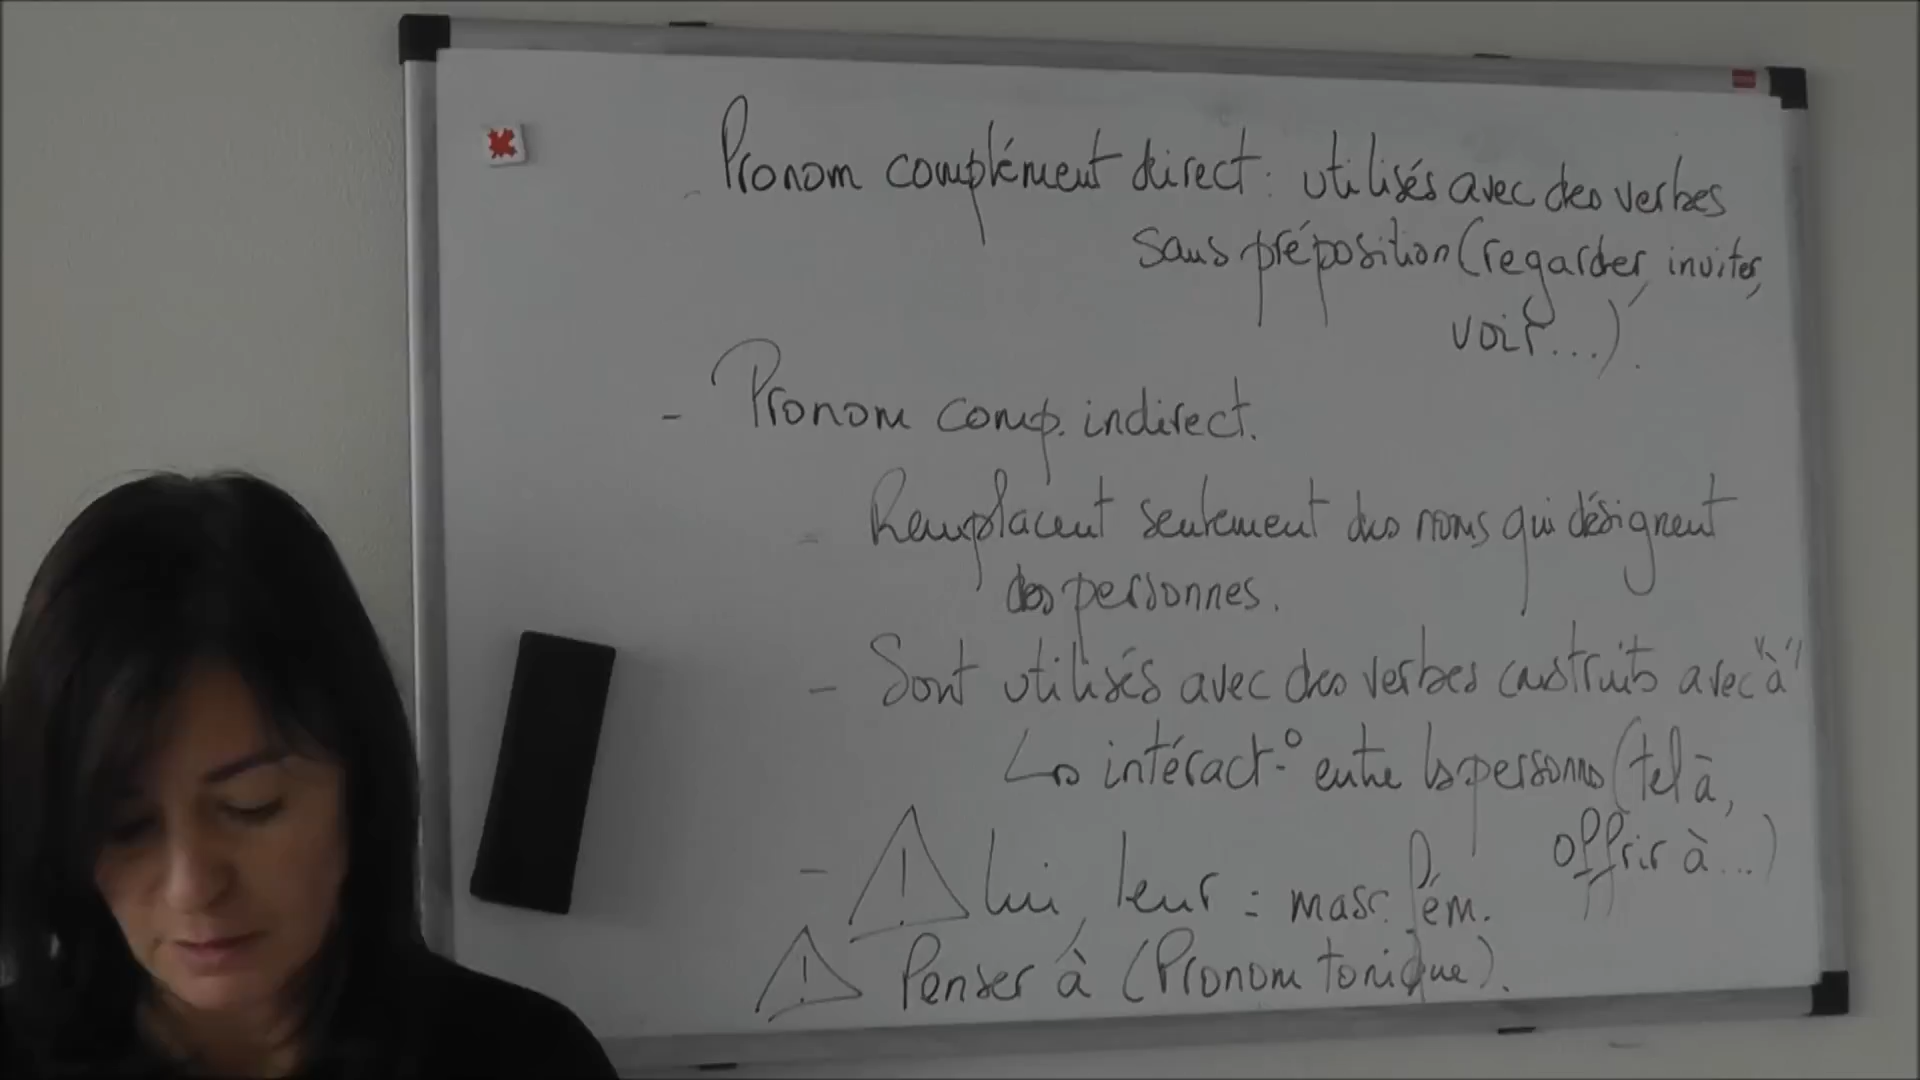 - Pronom complément direct : utilisés avec des verbes
sans préposition (regarder, inviter,
voir...).
- Pronom comp. indirect.
- Remplacent seulement des noms qui désignent
des personnes.
- Sont utilisés avec des verbes construits avec "à"
↳ intéract° entre les personnes (tel à,
offrir à...)
- ⚠ lui, leur : masc. fém.
⚠ Penser à (Pronom tonique).